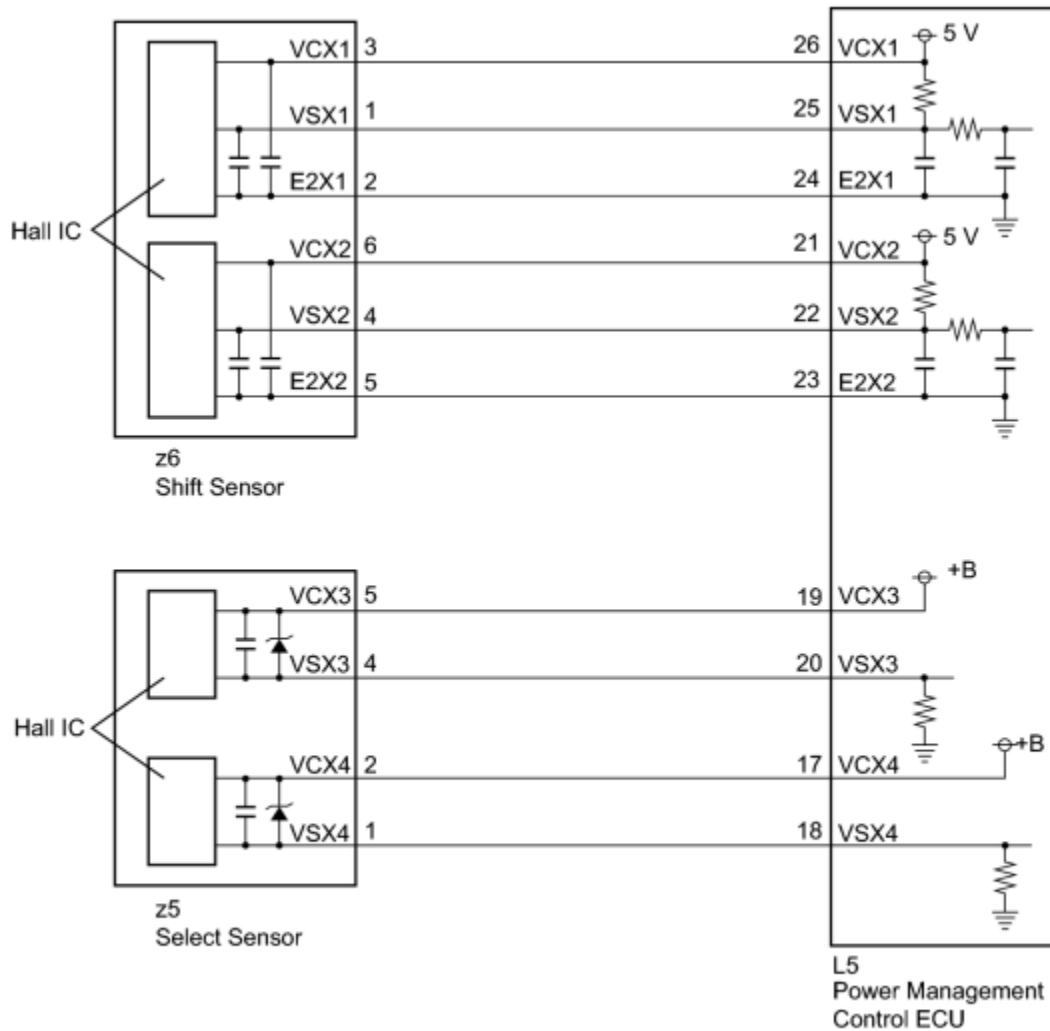 VCX1 3 26 VCX1 5 V
VSX1 1 25 VSX1
E2X1 2 24 E2X1
Hall IC
VCX2 6 21 VCX2 5 V
VSX2 4 22 VSX2
E2X2 5 23 E2X2
z6
Shift Sensor
VCX3 5 19 VCX3 +B
VSX3 4 20 VSX3
Hall IC
VCX4 2 17 VCX4 +B
VSX4 1 18 VSX4
z5
Select Sensor
L5
Power Management
Control ECU